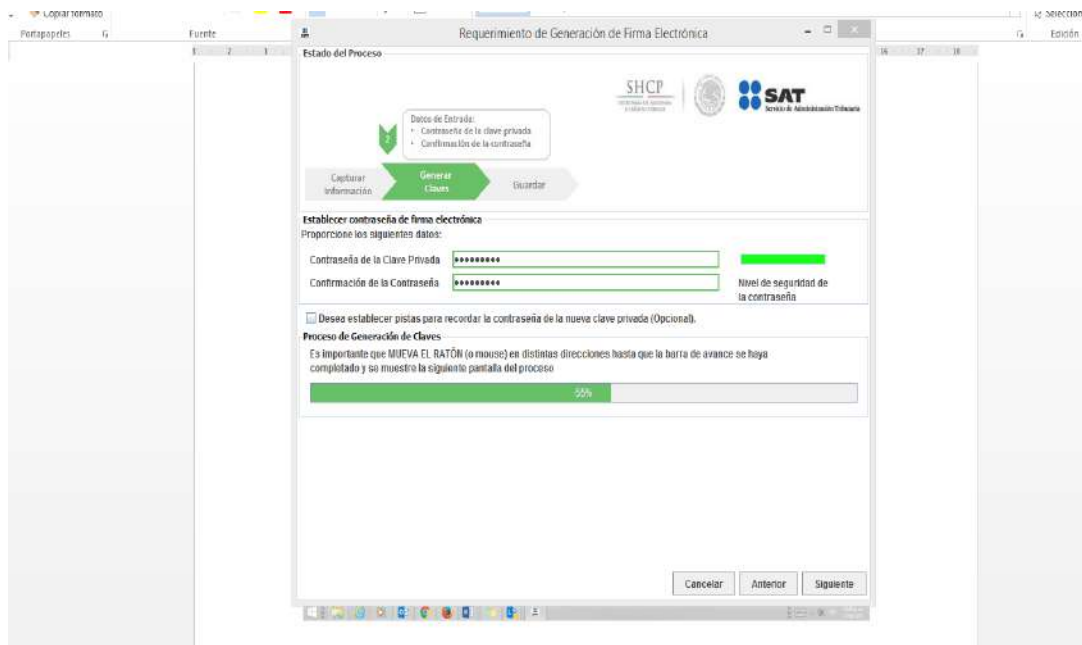 Copiar formato
Selección
Portapapeles
Fuente
Edición
Requerimiento de Generación de Firma Electrónica
Estado del Proceso
SHCP
SAT
Servicio de Administración Tributaria
2
Datos de Entrada:
• Contraseña de la clave privada
• Confirmación de la contraseña
Capturar
Información
Generar
Claves
Guardar
Establecer contraseña de firma electrónica
Proporcione los siguientes datos:
Contraseña de la Clave Privada
Confirmación de la Contraseña
Nivel de seguridad de
la contraseña
Desea establecer pistas para recordar la contraseña de la nueva clave privada (Opcional).
Proceso de Generación de Claves
Es importante que MUEVA EL RATÓN (o mouse) en distintas direcciones hasta que la barra de avance se haya
completado y se muestre la siguiente pantalla del proceso
55%
Cancelar Anterior Siguiente